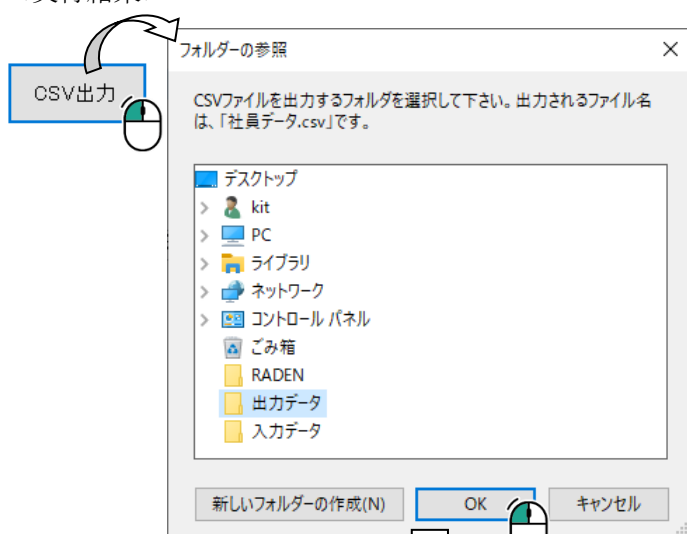 フォルダーの参照
CSV出力
CSVファイルを出力するフォルダを選択して下さい。出力されるファイル名
は、「社員データ.csv」です。
デスクトップ
kit
PC
ライブラリ
ネットワーク
コントロール パネル
ごみ箱
RADEN
出力データ
入力データ
新しいフォルダーの作成(N)
OK
キャンセル